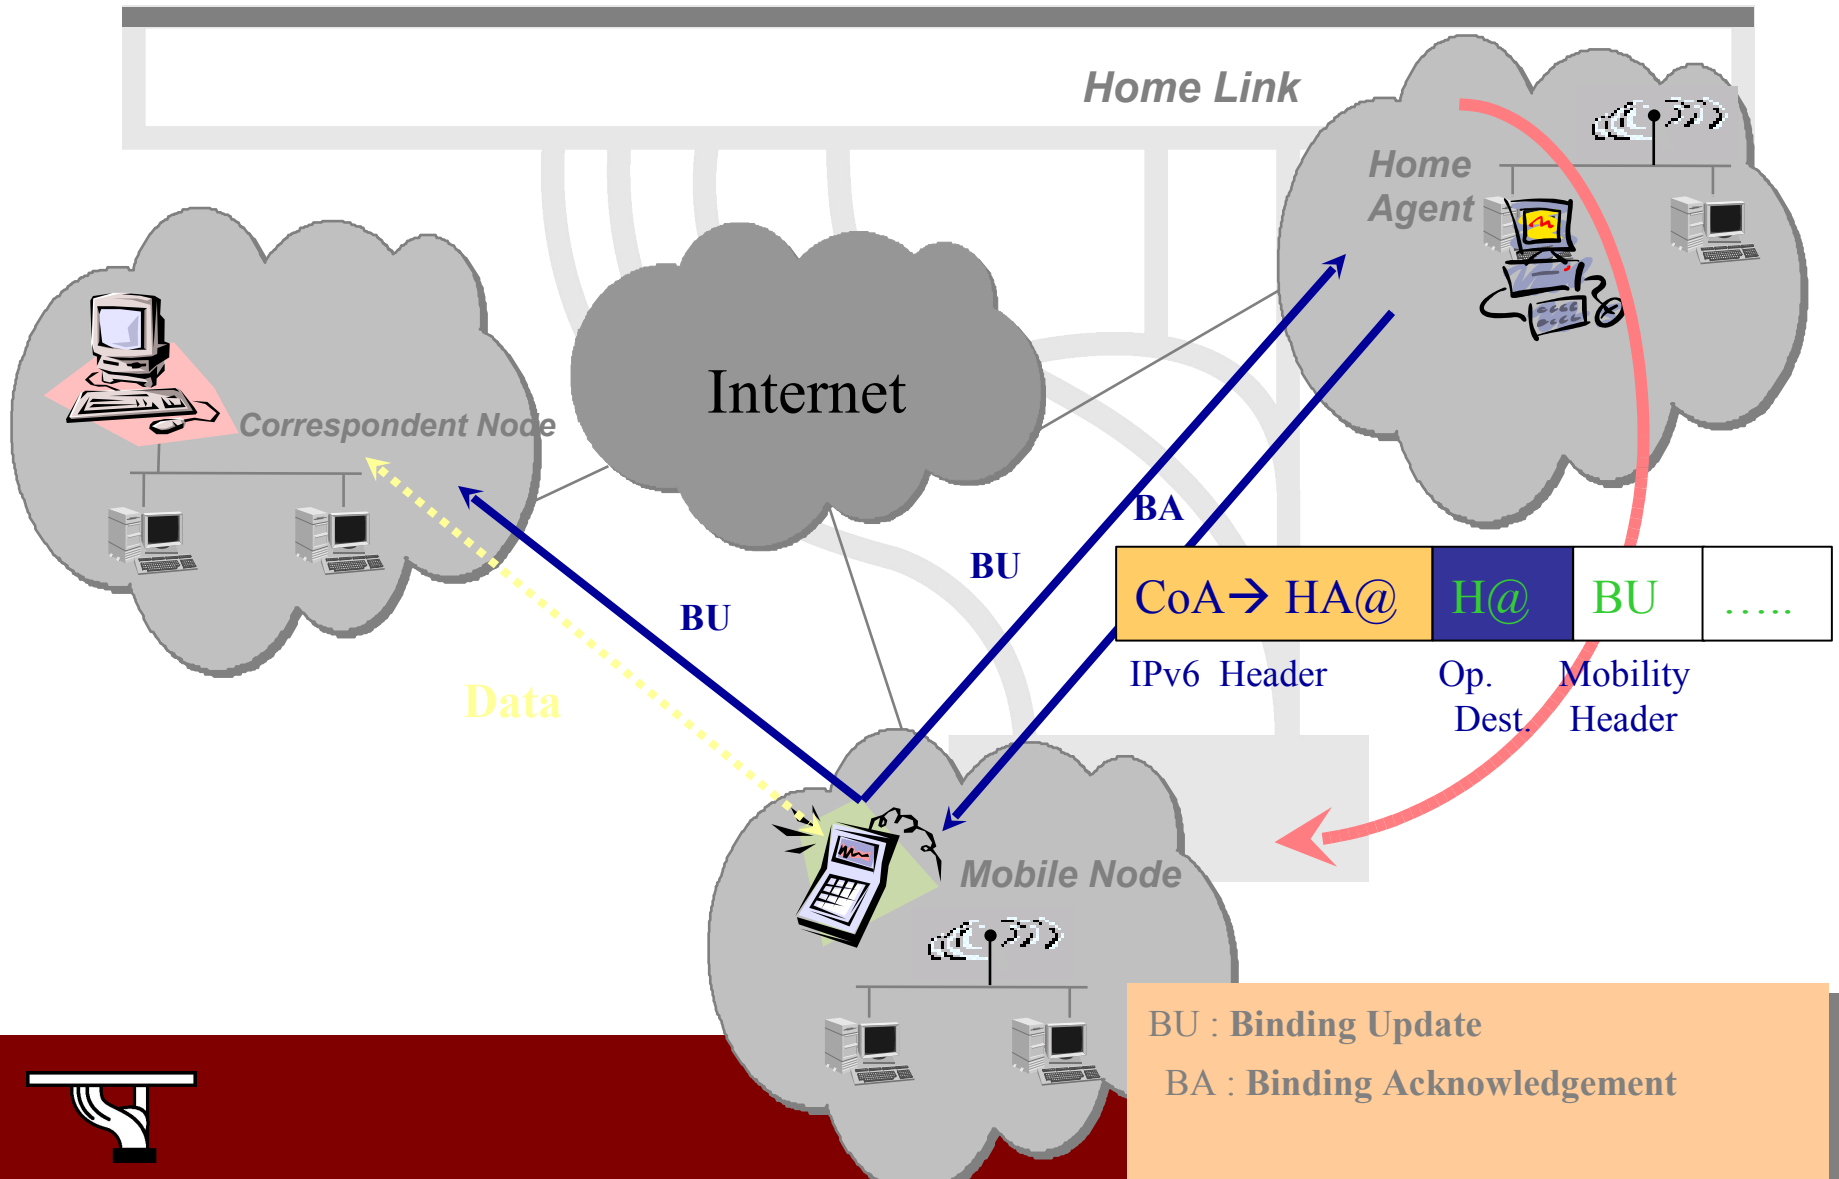 Home Link
Home
Agent
Internet
Correspondent Node
BA
BU
BU
CoA→ HA@ H@ BU .....
IPv6 Header Op. Mobility
Dest. Header
Data
Mobile Node
BU : Binding Update
BA : Binding Acknowledgement